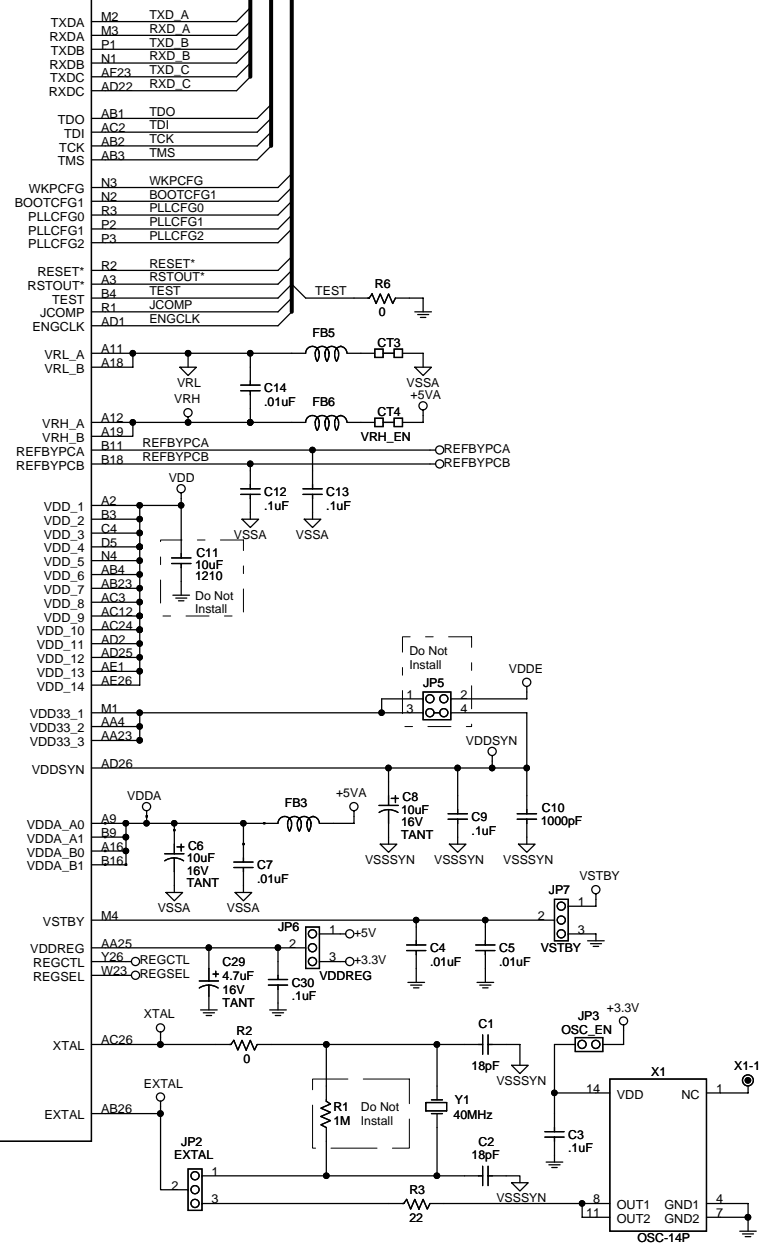 TXDA M2 TXD_A
RXDA M3 RXD_A
TXDB P1 TXD_B
RXDB N1 RXD_B
TXDC AF23 TXD_C
RXDC AD22 RXD_C
TDO AB1 TDO
TDI AC2 TDI
TCK AB2 TCK
TMS AB3 TMS
WKPCFG N3 WKPCFG
BOOTCFG1 N2 BOOTCFG1
PLLCFG0 R3 PLLCFG0
PLLCFG1 P2 PLLCFG1
PLLCFG2 P3 PLLCFG2
RESET* R2 RESET*
RSTOUT* A3 RSTOUT*
TEST B4 TEST
JCOMP R1 JCOMP
ENGCLK AD1 ENGCLK
TEST
R6
0
FB5
CT3
VRL_A A11
VRL_B A18
VRL
VSSA
C14
.01uF
VRH
+5VA
FB6
CT4
VRH_EN
VRH_A A12
VRH_B A19
REFBYPCA B11 REFBYPCA REFBYPCA
REFBYPCB B18 REFBYPCB REFBYPCB
C12
.1uF
VSSA
C13
.1uF
VSSA
VDD
VDD_1 A2
VDD_2 B3
VDD_3 C4
VDD_4 D5
VDD_5 N4
VDD_6 AB4
VDD_7 AB23
VDD_8 AC3
VDD_9 AC12
VDD_10 AC24
VDD_11 AD2
VDD_12 AD25
VDD_13 AE1
VDD_14 AE26
C11
10uF
1210
Do Not
Install
Do Not
Install
JP5
1 2
3 4
VDDE
VDD33_1 M1
VDD33_2 AA4
VDD33_3 AA23
VDDSYN
VDDSYN AD26
C8
+
10uF
16V
TANT
VSSSYN
C9
.1uF
VSSSYN
C10
1000pF
VSSSYN
VDDA
FB3
+5VA
VDDA_A0 A9
VDDA_A1 B9
VDDA_B0 A16
VDDA_B1 B16
C6
+
10uF
16V
TANT
VSSA
C7
.01uF
VSSA
VSTBY M4
C4
.01uF
C5
.01uF
JP7
1
2
3
VSTBY
VSTBY
VDDREG AA25
REGCTL Y26 REGCTL
REGSEL W23 REGSEL
C29
+
4.7uF
16V
TANT
C30
.1uF
JP6
1 +5V
2
3 +3.3V
VDDREG
XTAL
XTAL AC26
R2
0
C1
18pF
VSSSYN
EXTAL
EXTAL AB26
R1
1M
Do Not
Install
Y1
40MHz
JP2
EXTAL
1
2
3
C2
18pF
VSSSYN
R3
22
JP3
OSC_EN
+3.3V
C3
.1uF
X1
14 VDD NC 1
X1-1
8 OUT1 GND1 4
11 OUT2 GND2 7
OSC-14P